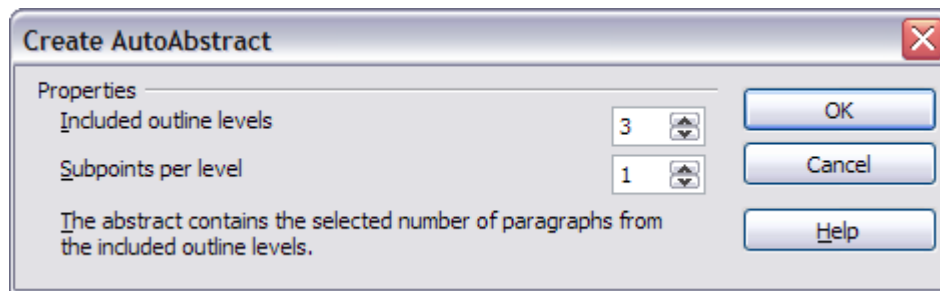 Create AutoAbstract
Properties
Included outline levels
3
OK
Subpoints per level
1
Cancel
The abstract contains the selected number of paragraphs from
the included outline levels.
Help